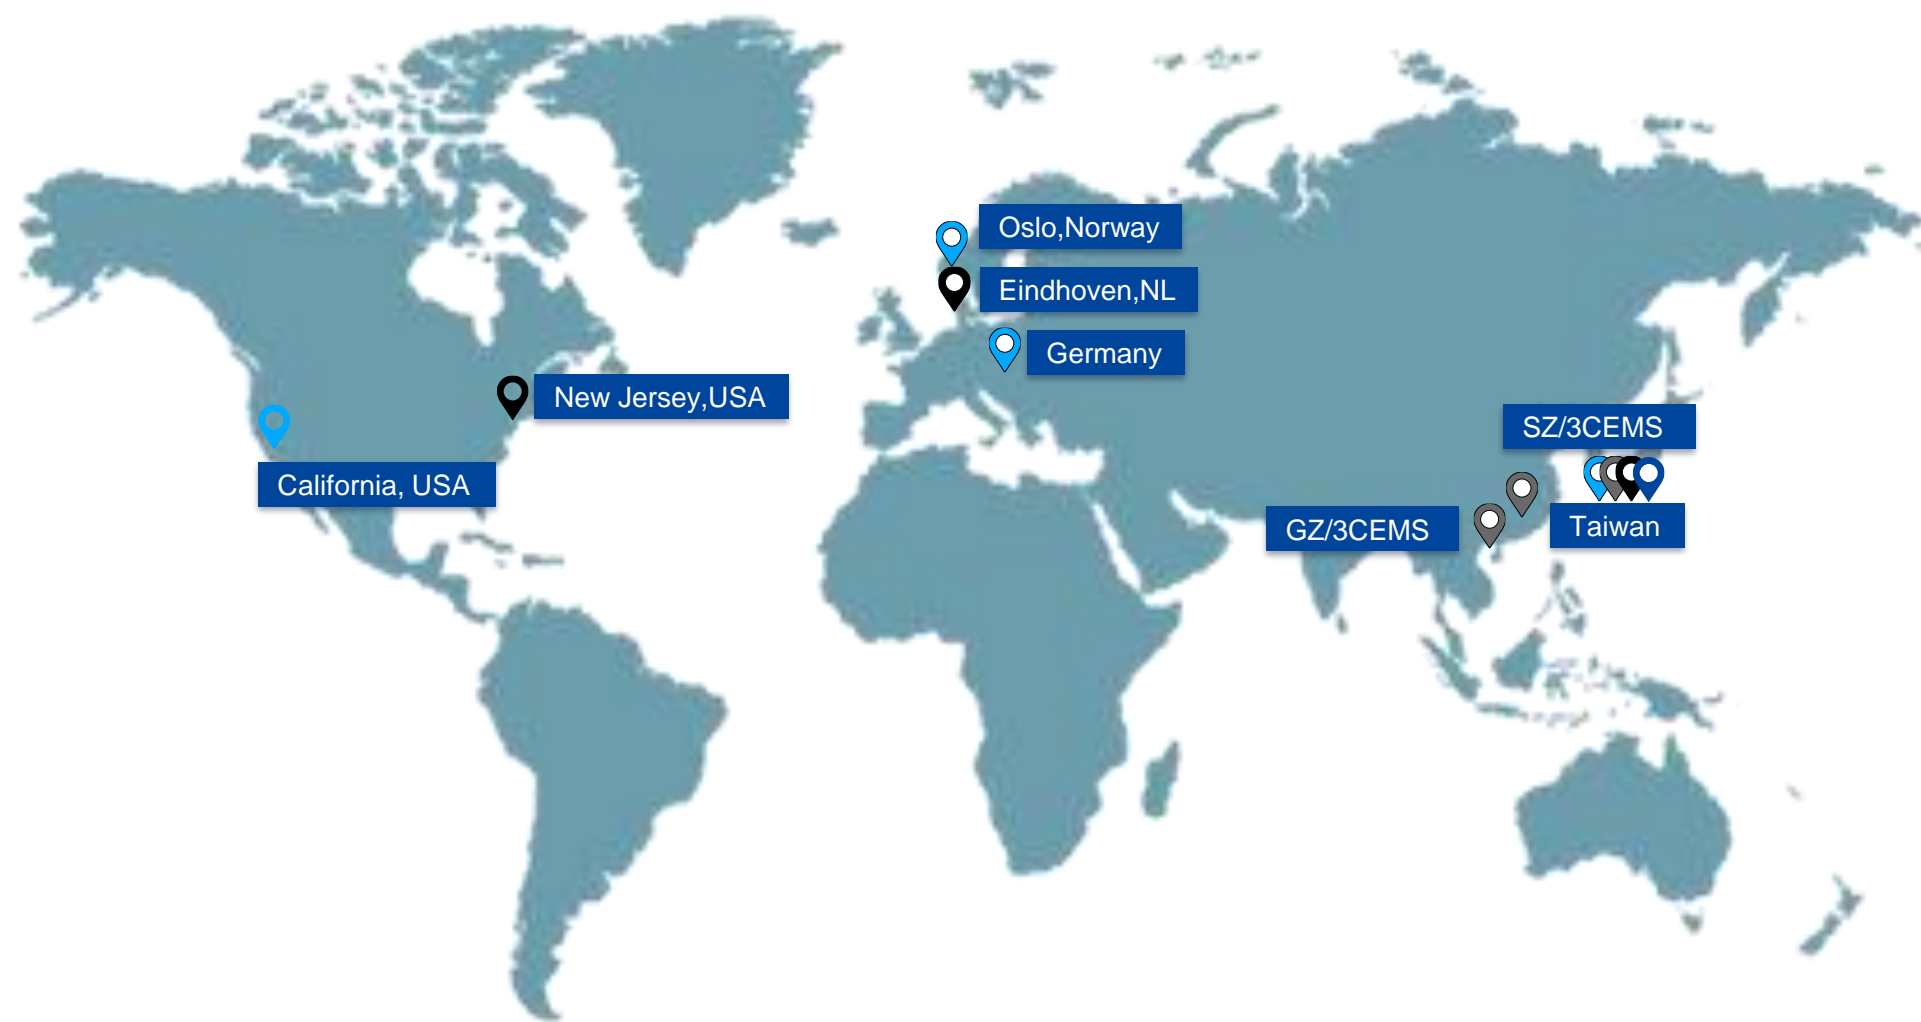 Oslo,Norway
Eindhoven,NL
Germany
New Jersey,USA
California, USA
SZ/3CEMS
GZ/3CEMS
Taiwan